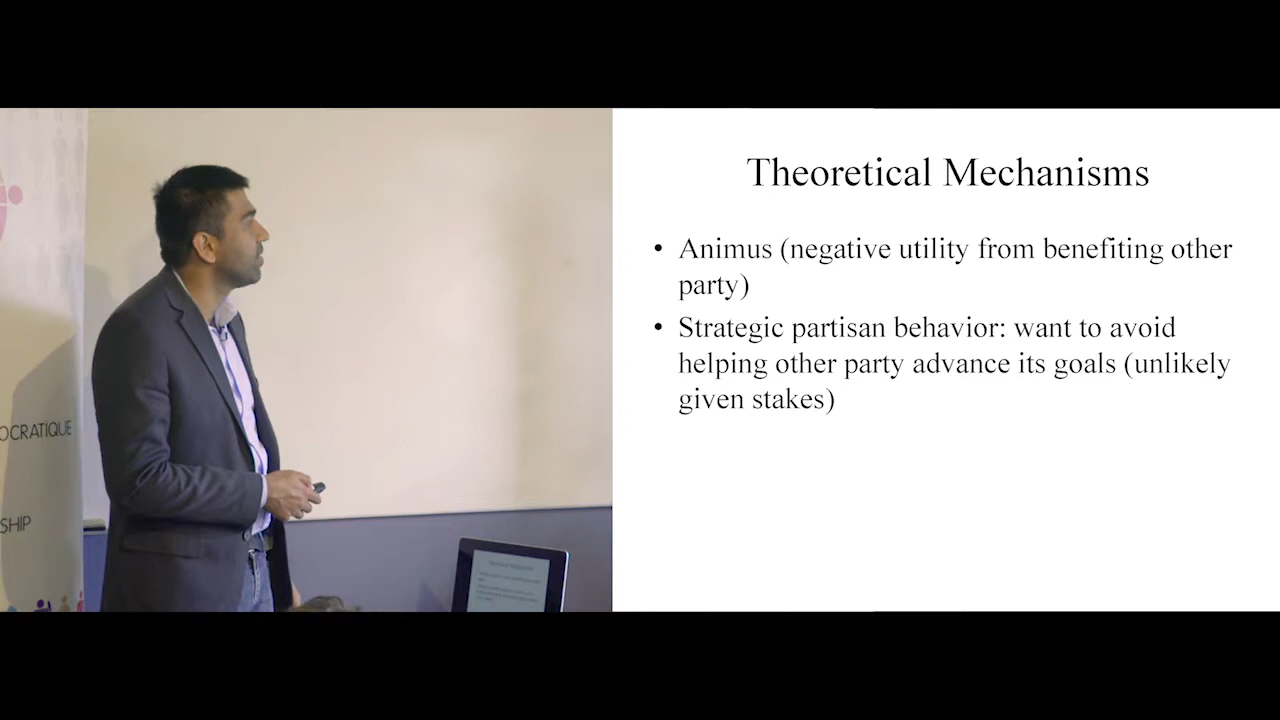 OCRATIQUE
SHIP
Theoretical Mechanisms
• Animus (negative utility from benefiting other
party)
• Strategic partisan behavior: want to avoid
helping other party advance its goals (unlikely
given stakes)